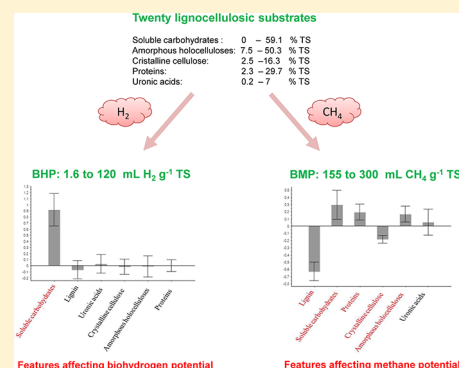 Twenty lignocellulosic substrates
Soluble carbohydrates : 0 – 59.1 % TS
Amorphous holocelluloses: 7.5 – 50.3 % TS
Cristalline cellulose: 2.5 –16.3 % TS
Proteins: 2.3 – 29.7 % TS
Uronic acids: 0.2 – 7 % TS
H2
CH4
BHP: 1.6 to 120 mL H2 g-1 TS
BMP: 155 to 300 mL CH4 g-1 TS
Soluble carbohydrates
Lignin
Uronic acids
Crystalline cellulose
Amorphous holocelluloses
Proteins
Lignin
Soluble carbohydrates
Proteins
Crystalline cellulose
Amorphous holocelluloses
Uronic acids
Features affecting biohydrogen potential
Features affecting methane potential